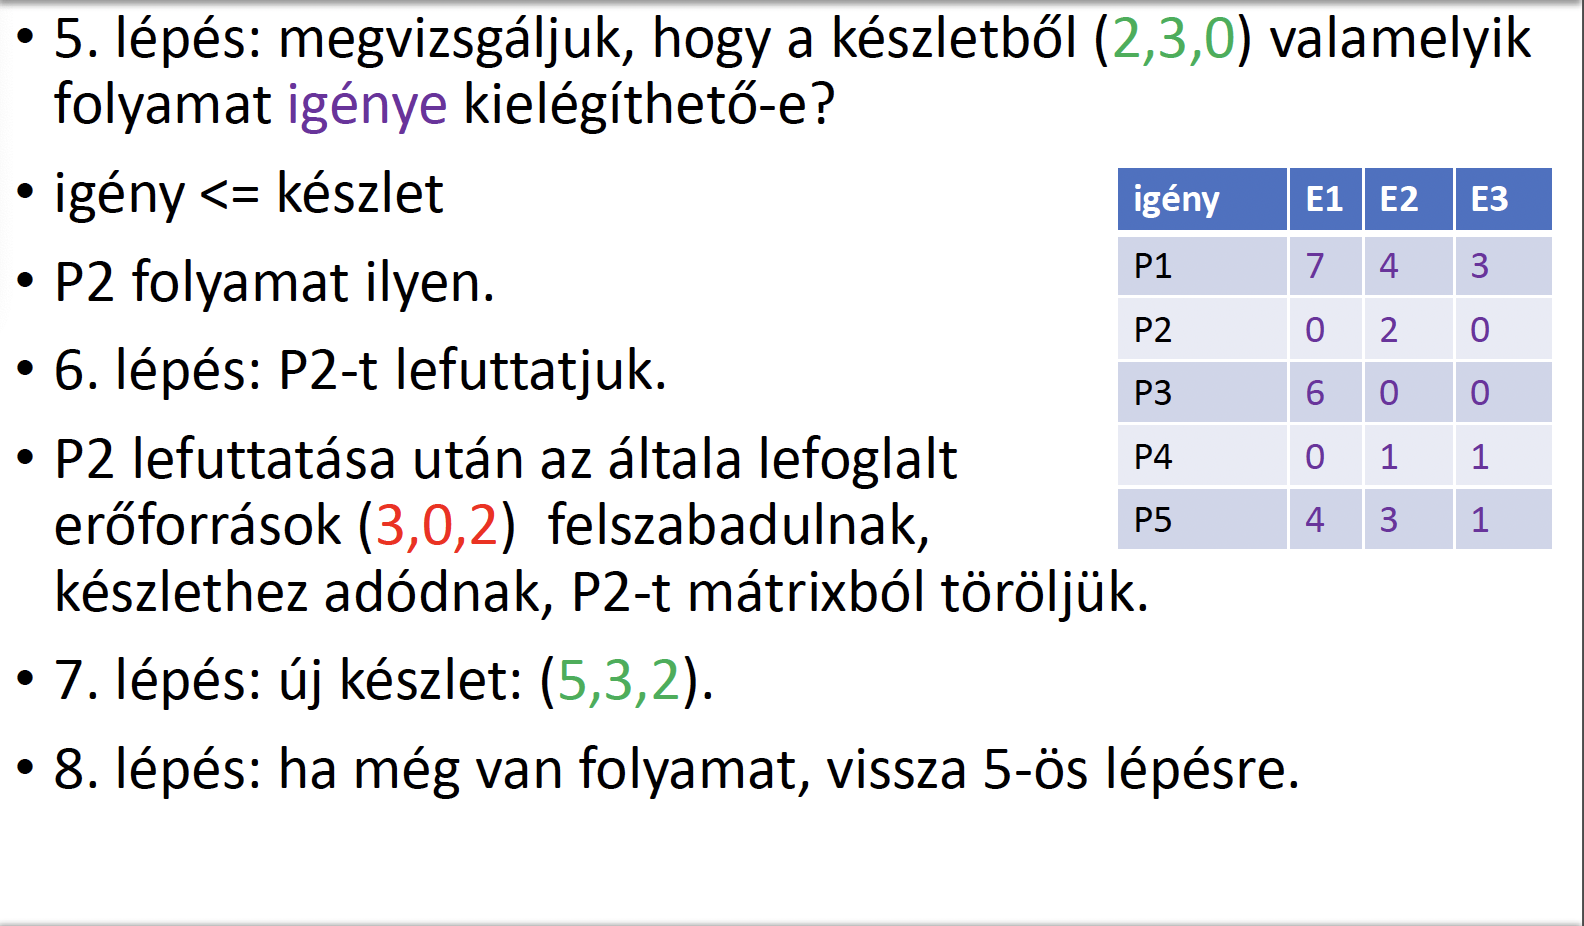 • 5. lépés: megvizsgáljuk, hogy a készletből (2,3,0) valamelyik
folyamat igénye kielégíthető-e?
• igény <= készlet
• P2 folyamat ilyen.
• 6. lépés: P2-t lefuttatjuk.
• P2 lefuttatása után az általa lefoglalt
erőforrások (3,0,2) felszabadulnak,
készlethez adódnak, P2-t mátrixból töröljük.
• 7. lépés: új készlet: (5,3,2).
• 8. lépés: ha még van folyamat, vissza 5-ös lépésre.
igény E1 E2 E3
P1 7 4 3
P2 0 2 0
P3 6 0 0
P4 0 1 1
P5 4 3 1